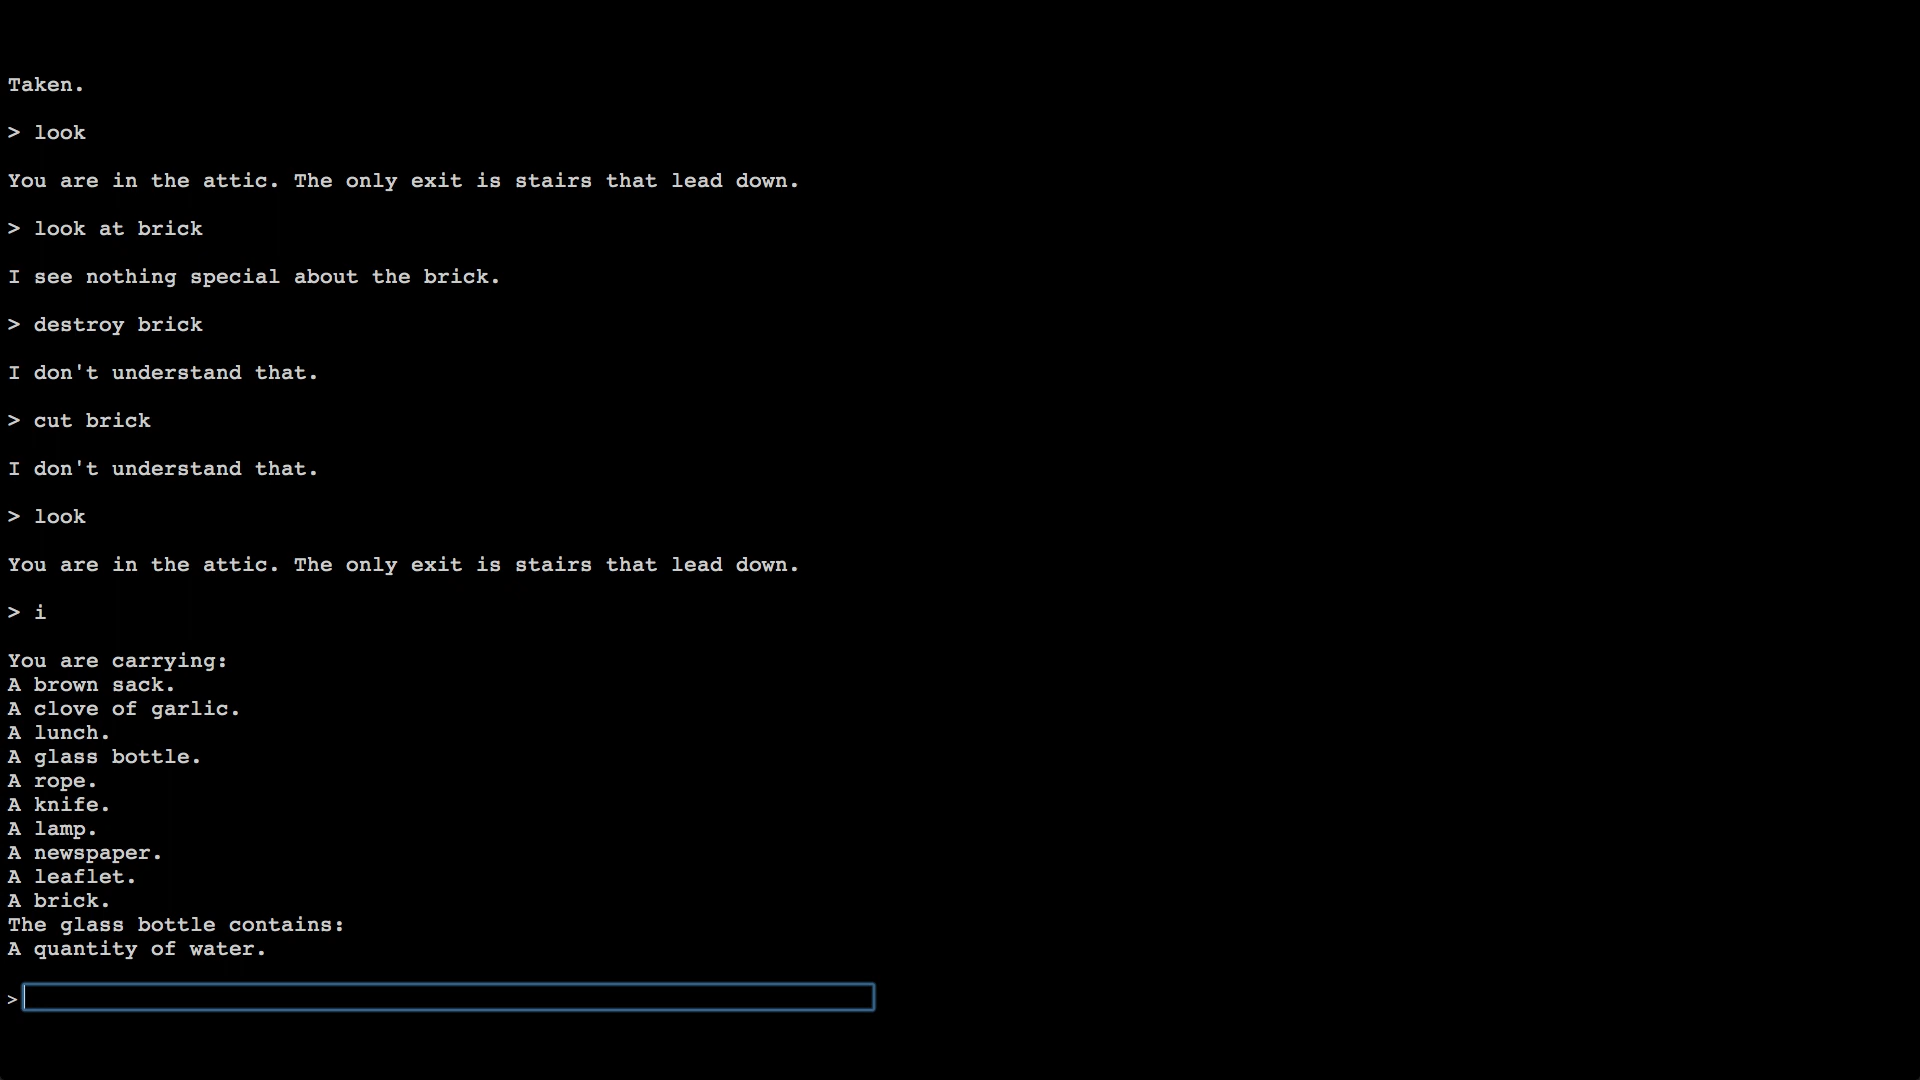 Taken.
> look
You are in the attic. The only exit is stairs that lead down.
> look at brick
I see nothing special about the brick.
> destroy brick
I don't understand that.
> cut brick
I don't understand that.
> look
You are in the attic. The only exit is stairs that lead down.
> i
You are carrying:
A brown sack.
A clove of garlic.
A lunch.
A glass bottle.
A rope.
A knife.
A lamp.
A newspaper.
A leaflet.
A brick.
The glass bottle contains:
A quantity of water.
>